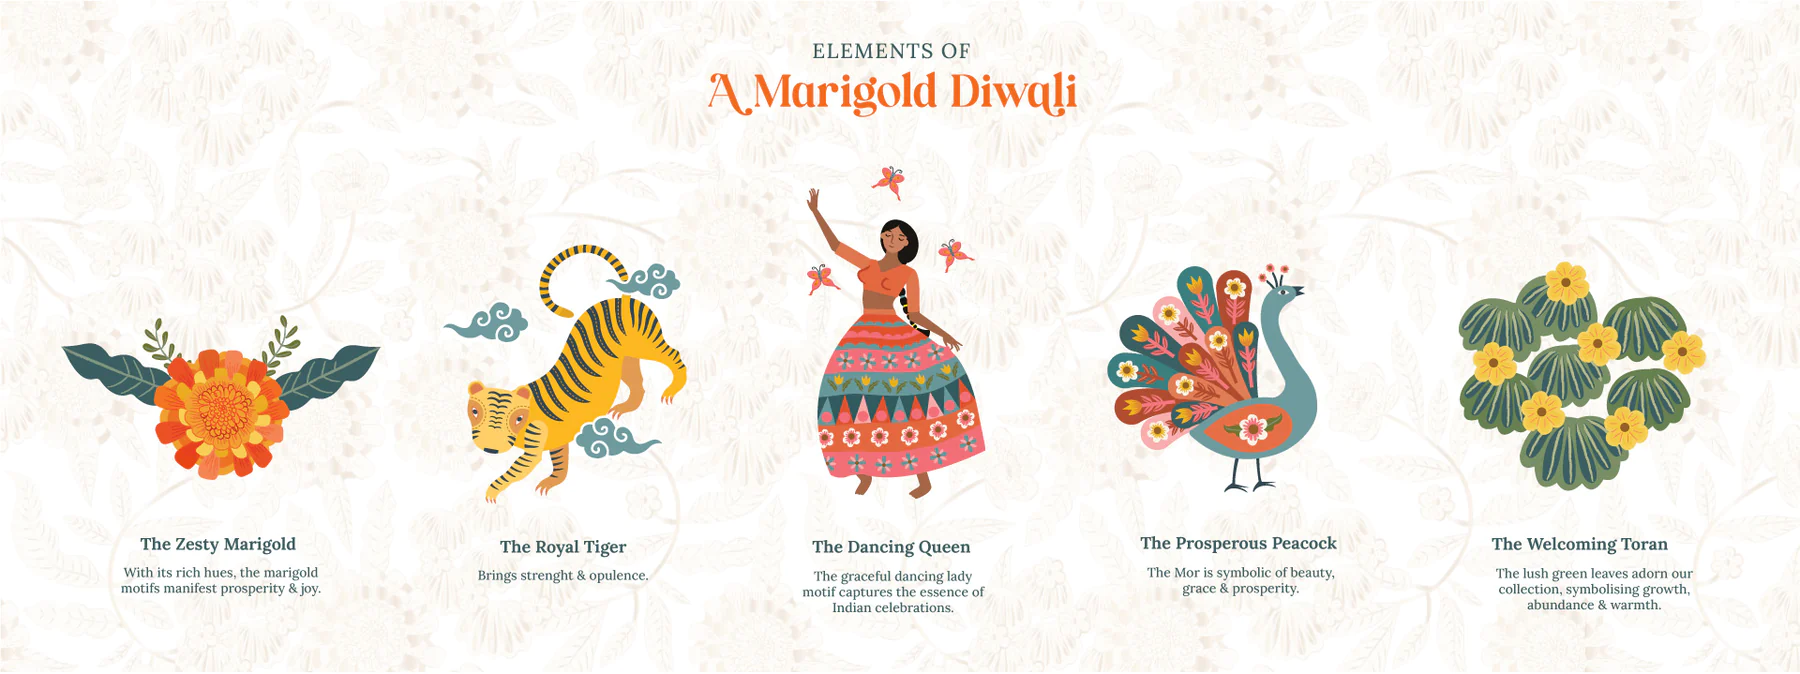 ELEMENTS OF
A Marigold Diwali
The Zesty Marigold
With its rich hues, the marigold
motifs manifest prosperity & joy.
The Royal Tiger
Brings strenght & opulence.
The Dancing Queen
The graceful dancing lady
motif captures the essence of
Indian celebrations.
The Prosperous Peacock
The Mor is symbolic of beauty,
grace & prosperity.
The Welcoming Toran
The lush green leaves adorn our
collection, symbolising growth,
abundance & warmth.